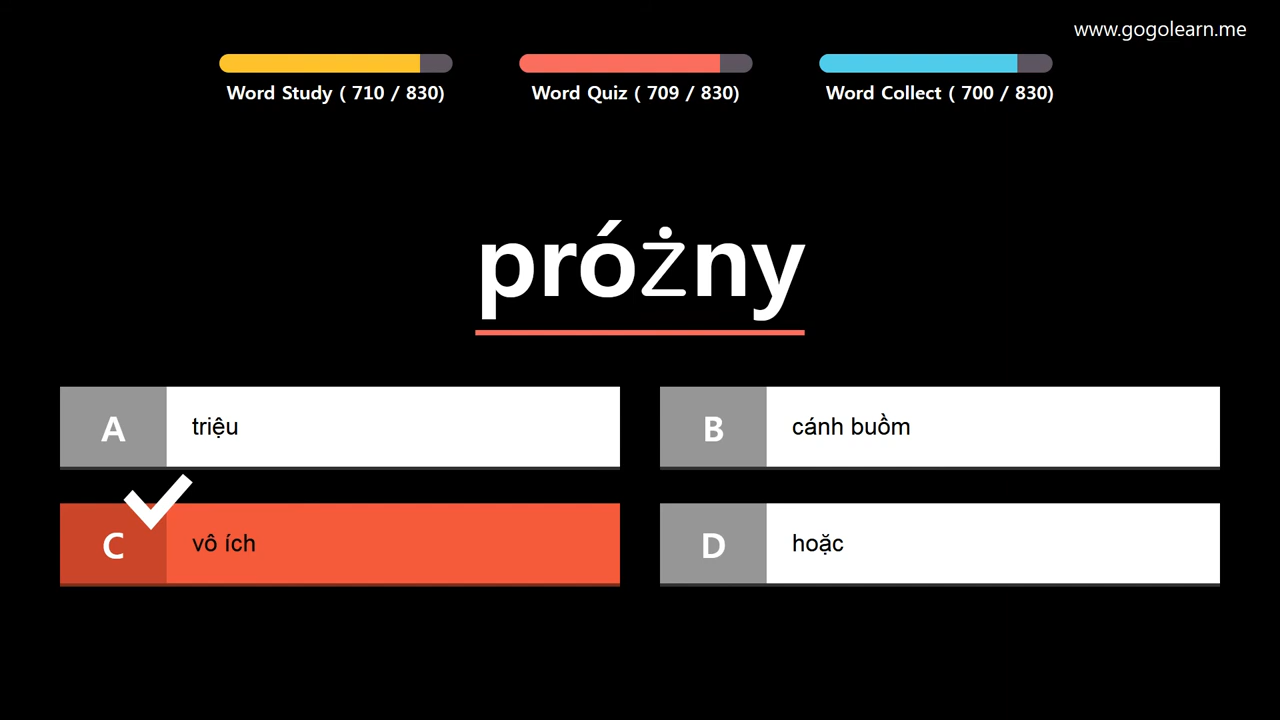 www.gogolearn.me
Word Study ( 710 / 830)
Word Quiz ( 709 / 830)
Word Collect ( 700 / 830)
próżny
A triệu
B cánh buồm
C vô ích
D hoặc